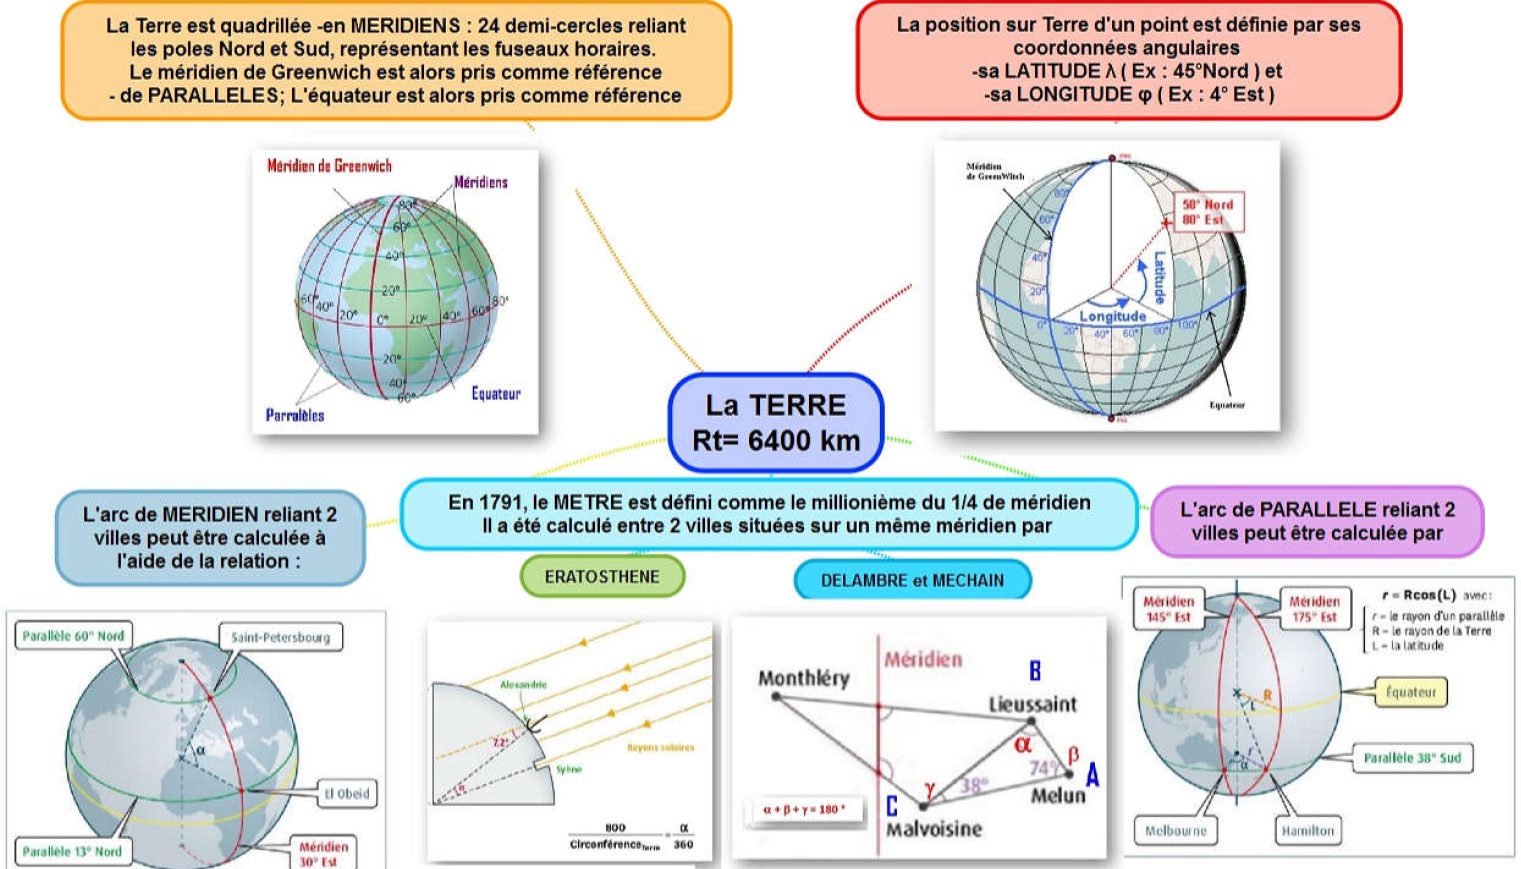 La Terre est quadrillée -en MERIDIENS : 24 demi-cercles reliant
les poles Nord et Sud, représentant les fuseaux horaires.
Le méridien de Greenwich est alors pris comme référence
- de PARALLELES; L'équateur est alors pris comme référence
La position sur Terre d'un point est définie par ses
coordonnées angulaires
-sa LATITUDE λ ( Ex : 45°Nord ) et
-sa LONGITUDE φ ( Ex : 4° Est )
Méridien de Greenwich
Méridiens
80°
60°
40°
20°
60°
40°
20°
0°
20°
40°
60°
80°
20°
40°
60°
Equateur
Parralèles
Méridien
de GreenWitch
80°
60°
40°
20°
0°
20°
40°
60°
80°
100°
58° Nord
80° Est
Latitude
Longitude
Equateur
La TERRE
Rt= 6400 km
En 1791, le METRE est défini comme le millionième du 1/4 de méridien
Il a été calculé entre 2 villes situées sur un même méridien par
L'arc de MERIDIEN reliant 2
villes peut être calculée à
l'aide de la relation :
L'arc de PARALLELE reliant 2
villes peut être calculée par
ERATOSTHENE
DELAMBRE et MECHAIN
Parallèle 60° Nord
Saint-Petersbourg
α
El Obeid
Parallèle 13° Nord
Méridien
30° Est
Alexandrie
7,2°
Rayons solaires
Syène
α
800
Circonférence Terre
=
α
360
Méridien
B
Monthléry
Lieussaint
α
β
74°
A
γ
38°
Melun
C
α + β + γ = 180 °
Malvoisine
Méridien
145° Est
Méridien
175° Est
r = Rcos(L) avec :
r = le rayon d'un parallèle
R = le rayon de la Terre
L = la latitude
R
L
Équateur
r
α
Parallèle 38° Sud
Melbourne
Hamilton